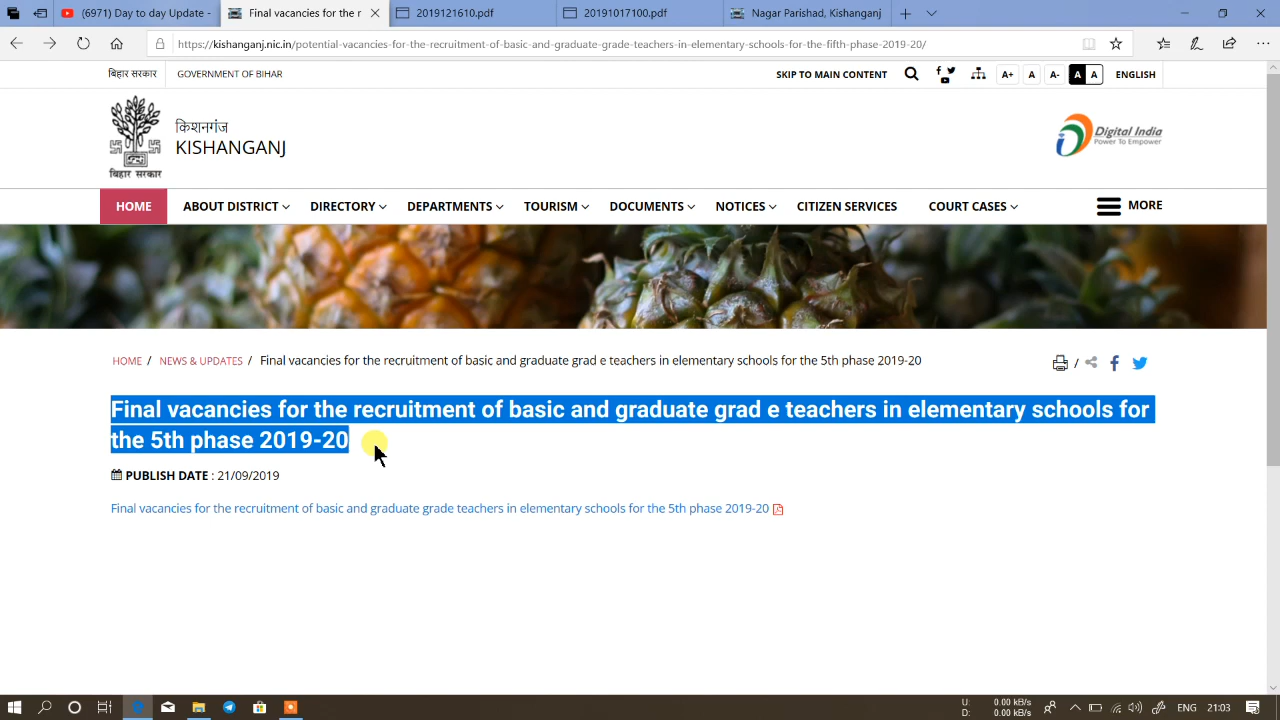 (6971) Day to day Update -
Final vacancies for the r
2019121610.pdf
20191017100.pdf
Nagar Parishad, Kishanganj
https://kishanganj.nic.in/potential-vacancies-for-the-recruitment-of-basic-and-graduate-grade-teachers-in-elementary-schools-for-the-fifth-phase-2019-20/
बिहार सरकार
GOVERNMENT OF BIHAR
SKIP TO MAIN CONTENT
A+
A
A-
A A
ENGLISH
किशनगंज
KISHANGANJ
बिहार सरकार
Digital India
Power To Empower
HOME
ABOUT DISTRICT
DIRECTORY
DEPARTMENTS
TOURISM
DOCUMENTS
NOTICES
CITIZEN SERVICES
COURT CASES
MORE
HOME / NEWS & UPDATES / Final vacancies for the recruitment of basic and graduate grad e teachers in elementary schools for the 5th phase 2019-20
/
Final vacancies for the recruitment of basic and graduate grad e teachers in elementary schools for
the 5th phase 2019-20
PUBLISH DATE : 21/09/2019
Final vacancies for the recruitment of basic and graduate grade teachers in elementary schools for the 5th phase 2019-20
U: 0.00 kB/s
D: 0.00 kB/s
ENG
21:03